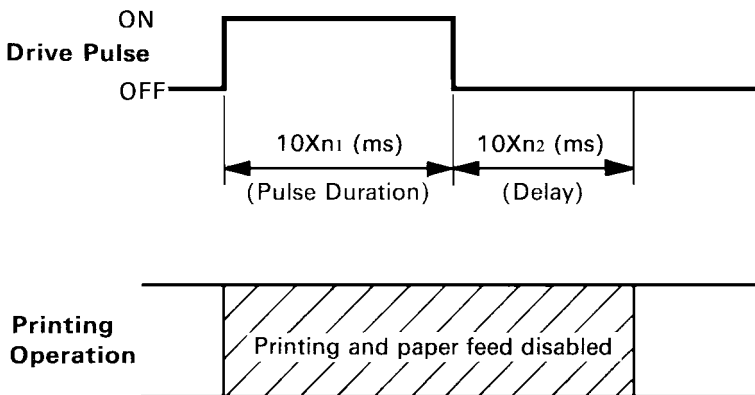 ON
Drive Pulse
OFF
10Xn1 (ms)
10Xn2 (ms)
(Pulse Duration)
(Delay)
Printing
Operation
Printing and paper feed disabled